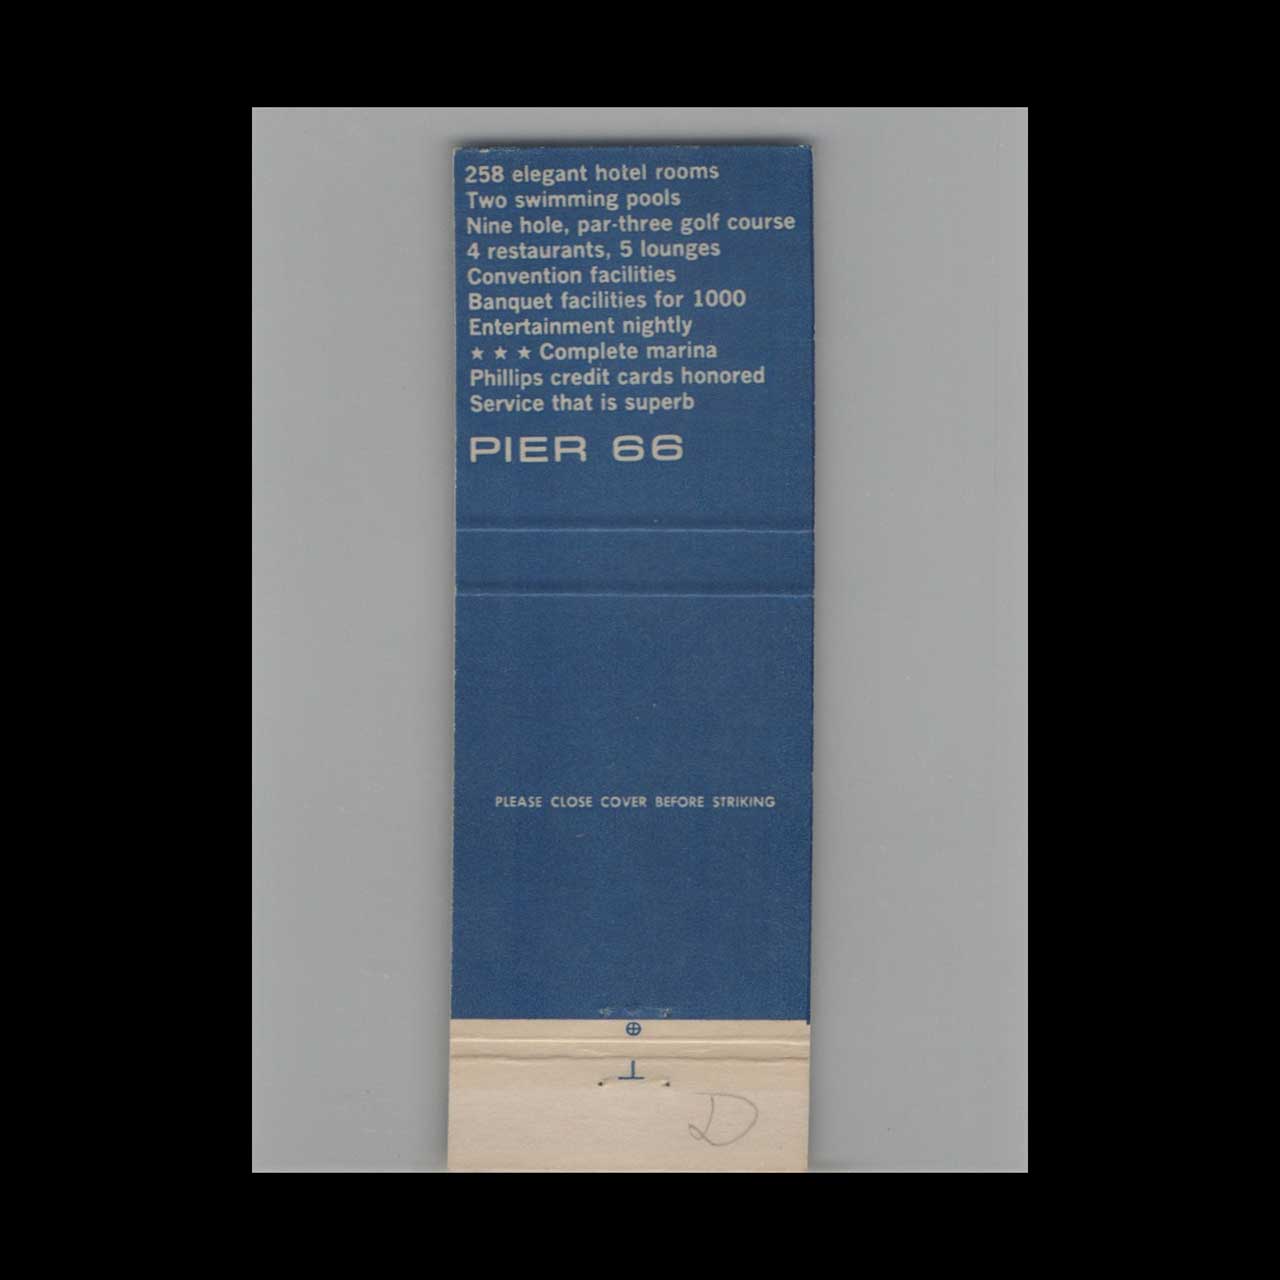 258 elegant hotel rooms
Two swimming pools
Nine hole, par-three golf course
4 restaurants, 5 lounges
Convention facilities
Banquet facilities for 1000
Entertainment nightly
★ ★ ★ Complete marina
Phillips credit cards honored
Service that is superb
PIER 66
PLEASE CLOSE COVER BEFORE STRIKING
D